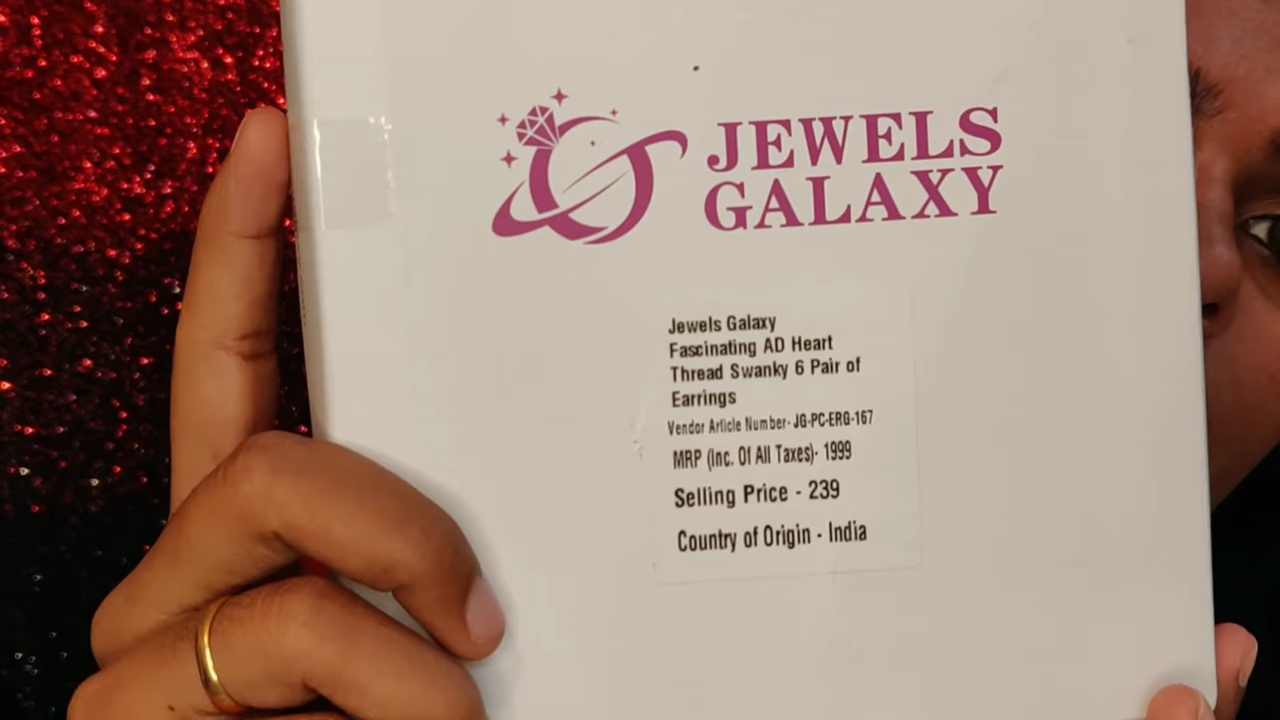 JEWELS
GALAXY
Jewels Galaxy
Fascinating AD Heart
Thread Swanky 6 Pair of
Earrings
Vendor Article Number- JG-PC-ERG-167
MRP (Inc. Of All Taxes)- 1999
Selling Price - 239
Country of Origin - India